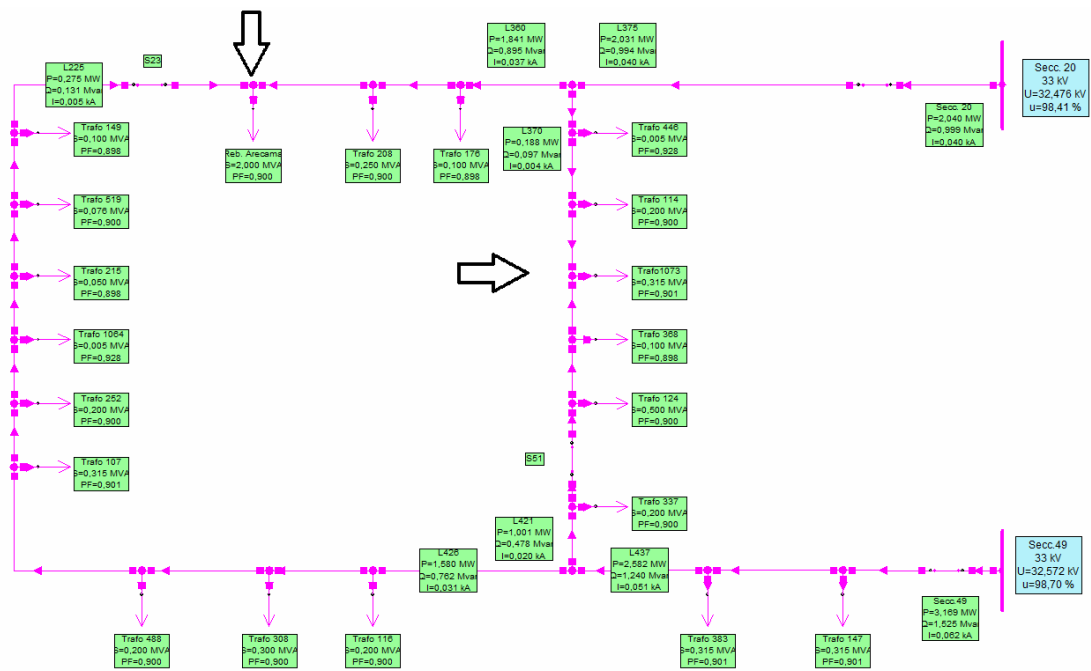 L360
P=1,841 MW
Q=0,895 Mvar
I=0,037 kA
L375
P=2,031 MW
Q=0,994 Mvar
I=0,040 kA
S23
L225
P=0,275 MW
Q=0,131 Mvar
I=0,005 kA
Secc. 20
33 kV
U=32,476 kV
u=98,41 %
Secc. 20
P=2,040 MW
Q=0,999 Mvar
I=0,040 kA
Trafo 149
S=0,100 MVA
PF=0,898
Reb. Arecama
S=2,000 MVA
PF=0,900
Trafo 208
S=0,250 MVA
PF=0,900
Trafo 176
S=0,100 MVA
PF=0,898
L370
P=0,188 MW
Q=0,097 Mvar
I=0,004 kA
Trafo 446
S=0,005 MVA
PF=0,928
Trafo 519
S=0,076 MVA
PF=0,900
Trafo 114
S=0,200 MVA
PF=0,900
Trafo 215
S=0,050 MVA
PF=0,898
Trafo1073
S=0,315 MVA
PF=0,901
Trafo 1064
S=0,005 MVA
PF=0,928
Trafo 368
S=0,100 MVA
PF=0,898
Trafo 252
S=0,200 MVA
PF=0,900
Trafo 124
S=0,500 MVA
PF=0,900
Trafo 107
S=0,315 MVA
PF=0,901
S51
Trafo 337
S=0,200 MVA
PF=0,900
L421
P=1,001 MW
Q=0,478 Mvar
I=0,020 kA
L426
P=1,580 MW
Q=0,762 Mvar
I=0,031 kA
L437
P=2,582 MW
Q=1,240 Mvar
I=0,051 kA
Secc.49
33 kV
U=32,572 kV
u=98,70 %
Secc.49
P=3,169 MW
Q=1,525 Mvar
I=0,062 kA
Trafo 488
S=0,200 MVA
PF=0,900
Trafo 308
S=0,300 MVA
PF=0,900
Trafo 116
S=0,200 MVA
PF=0,900
Trafo 383
S=0,315 MVA
PF=0,901
Trafo 147
S=0,315 MVA
PF=0,901